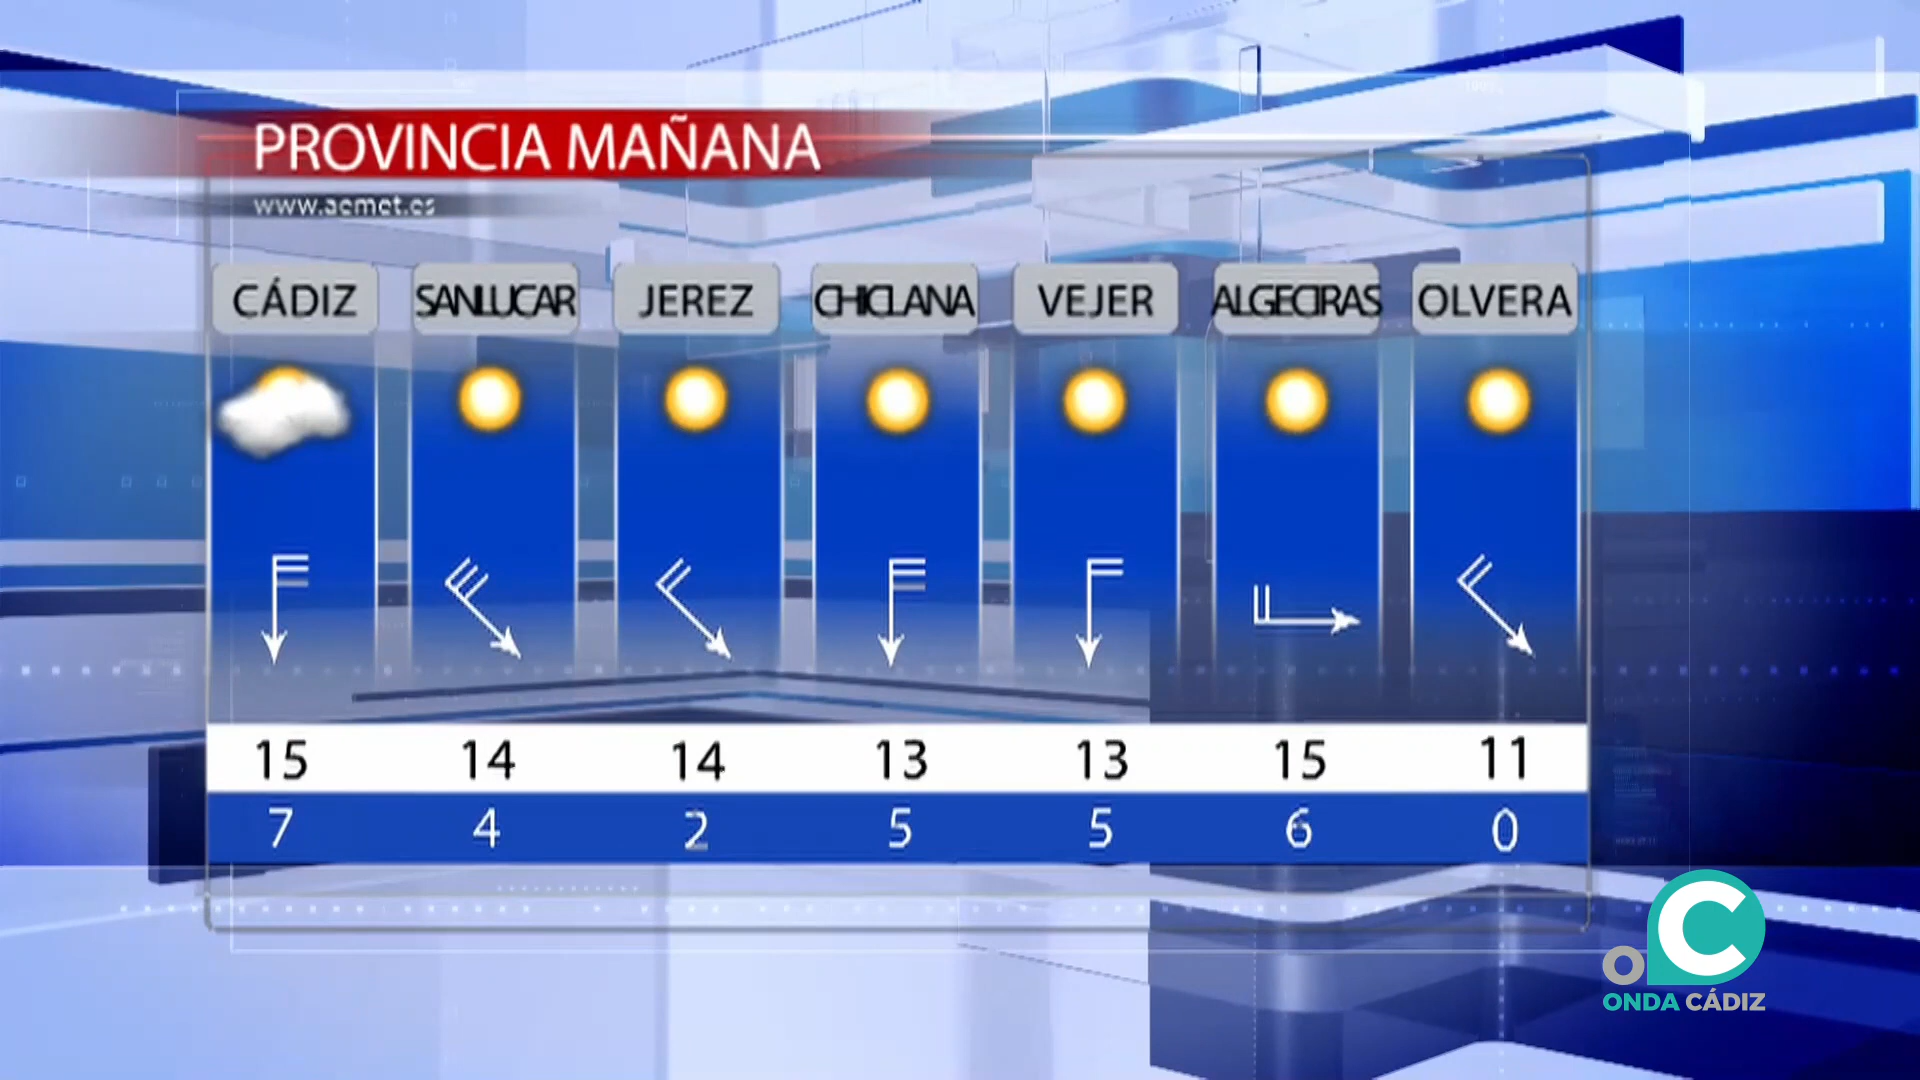 PROVINCIA MAÑANA
www.aemet.es
CÁDIZ SANLUCAR JEREZ CHICLANA VEJER ALGECIRAS OLVERA
15 14 14 13 13 15 11
7 4 2 5 5 6 0
OC
ONDA CÁDIZ